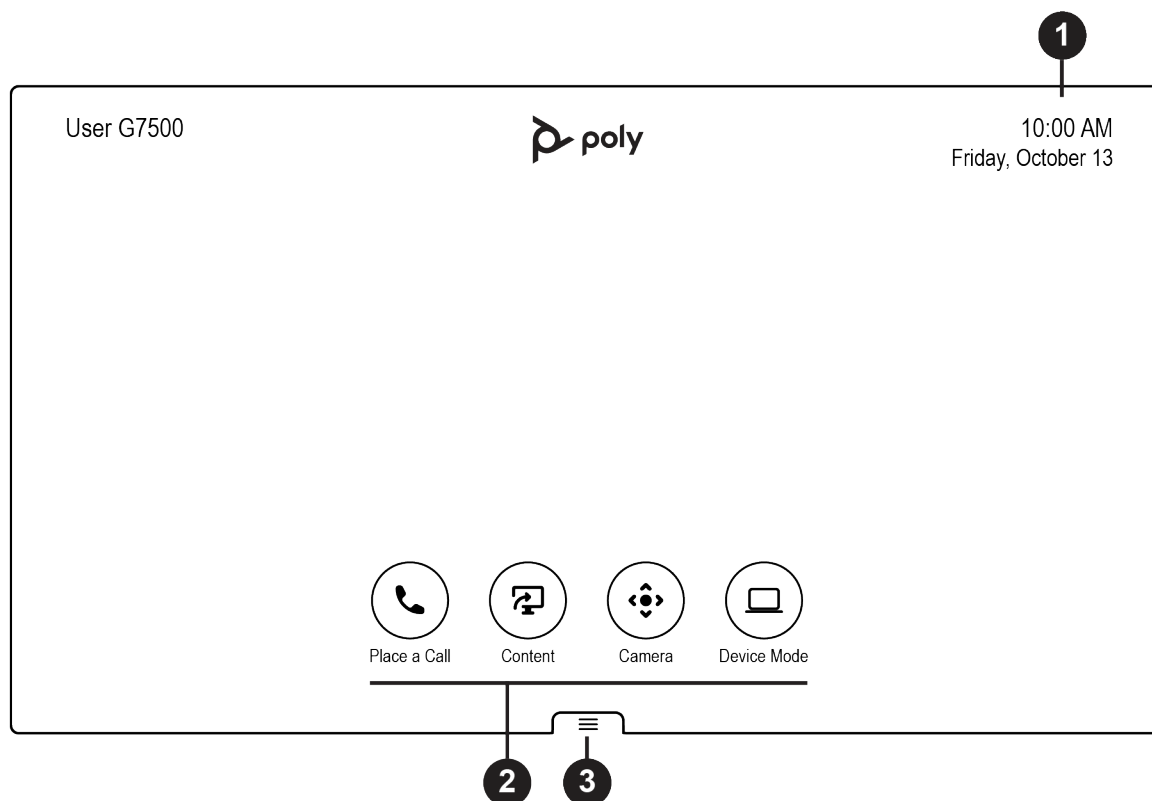 1
User G7500
poly
10:00 AM
Friday, October 13
Place a Call
Content
Camera
Device Mode
2
3